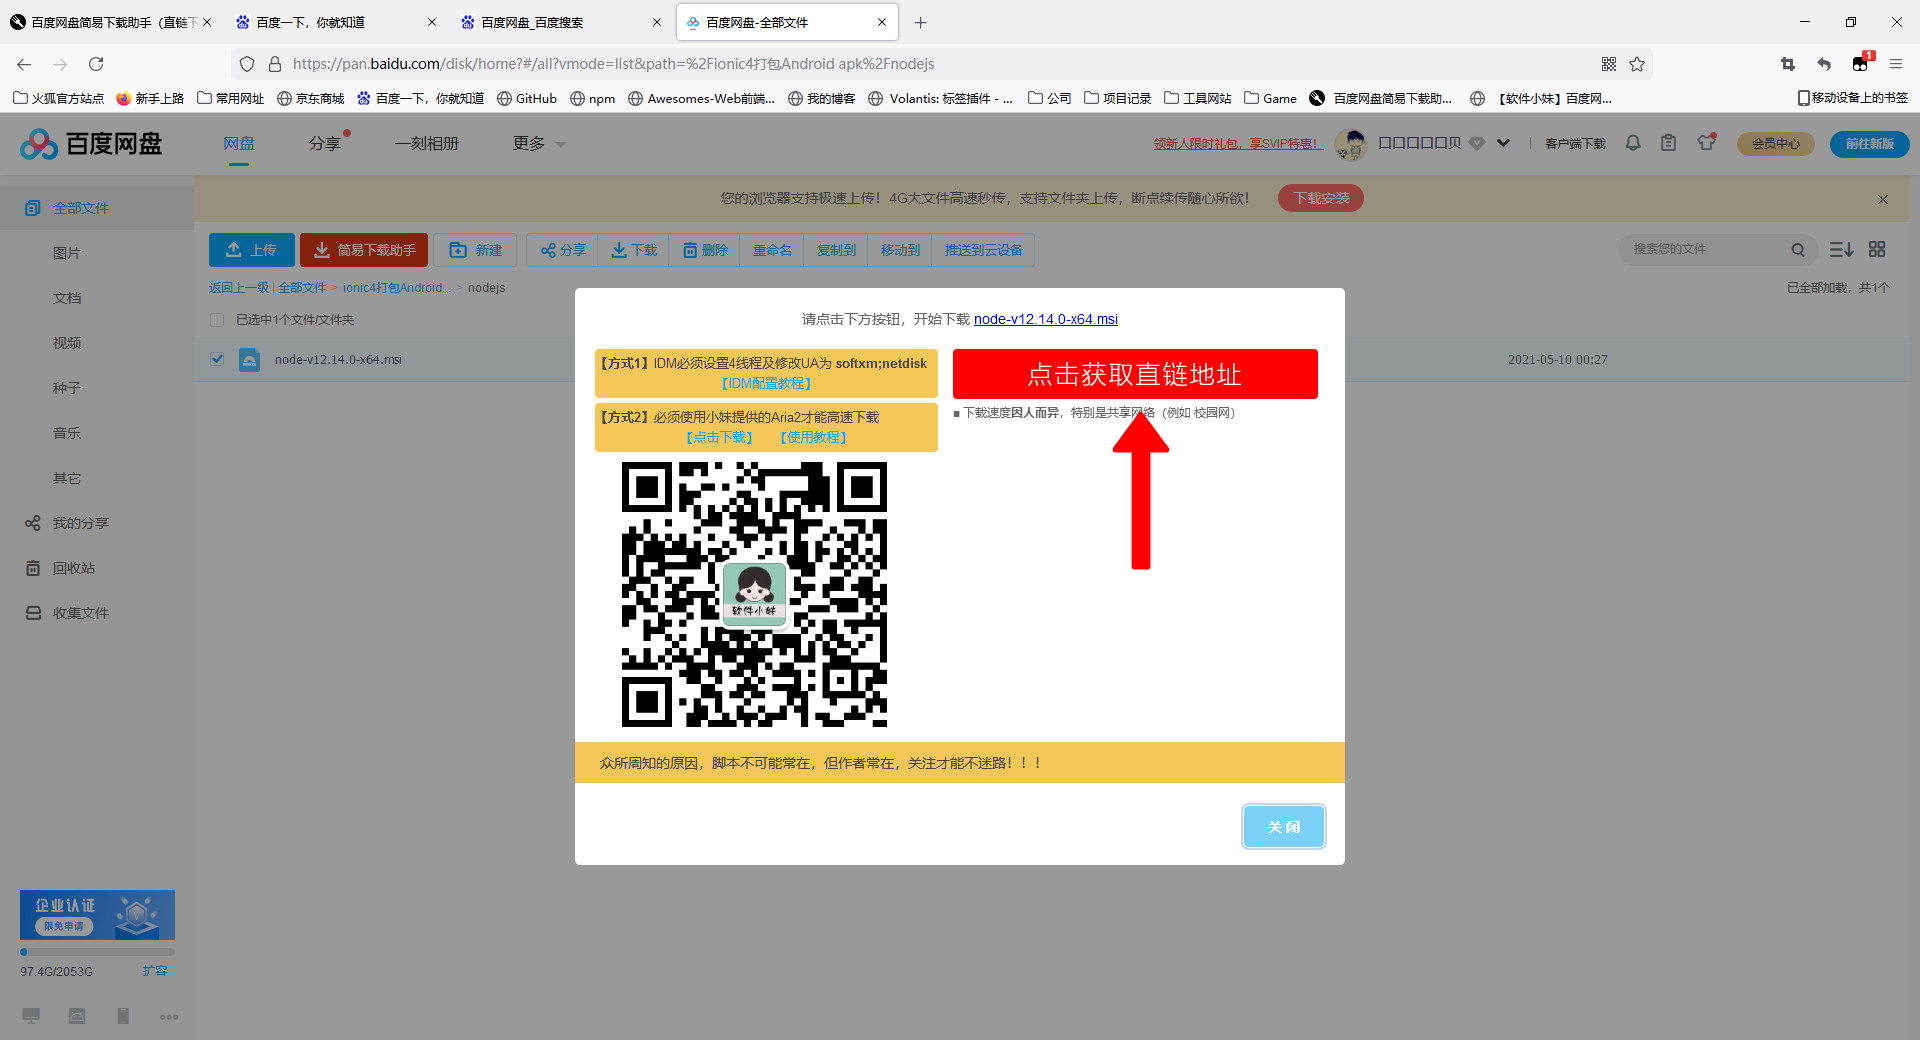 百度网盘简易下载助手（直链下
百度一下，你就知道
百度网盘_百度搜索
百度网盘-全部文件
https://pan.baidu.com/disk/home?#/all?vmode=list&path=%2Fionic4打包Android apk%2Fnodejs
1
火狐官方站点
新手上路
常用网址
京东商城
百度一下，你就知道
GitHub
npm
Awesomes-Web前端...
我的博客
Volantis: 标签插件 - ...
公司
项目记录
工具网站
Game
百度网盘简易下载助...
【软件小妹】百度网...
移动设备上的书签
百度网盘
网盘
分享
一刻相册
更多
领新人限时礼包，享SVIP特惠！
口口口口口贝
客户端下载
会员中心
前往新版
您的浏览器支持极速上传！4G大文件高速秒传，支持文件夹上传，断点续传随心所欲！
下载安装
全部文件
图片
文档
视频
种子
音乐
其它
我的分享
回收站
收集文件
上传
简易下载助手
新建
分享
下载
删除
重命名
复制到
移动到
推送到云设备
搜索您的文件
返回上一级 | 全部文件 > ionic4打包Android... > nodejs
已全部加载，共1个
已选中1个文件/文件夹
node-v12.14.0-x64.msi
2021-05-10 00:27
请点击下方按钮，开始下载 node-v12.14.0-x64.msi
【方式1】IDM必须设置4线程及修改UA为 softxm;netdisk
【IDM配置教程】
【方式2】必须使用小妹提供的Aria2才能高速下载
【点击下载】 【使用教程】
点击获取直链地址
■ 下载速度因人而异，特别是共享网络（例如 校园网）
软件小妹
众所周知的原因，脚本不可能常在，但作者常在，关注才能不迷路！！！
关闭
企业认证
限免申请
97.4G/2053G
扩容